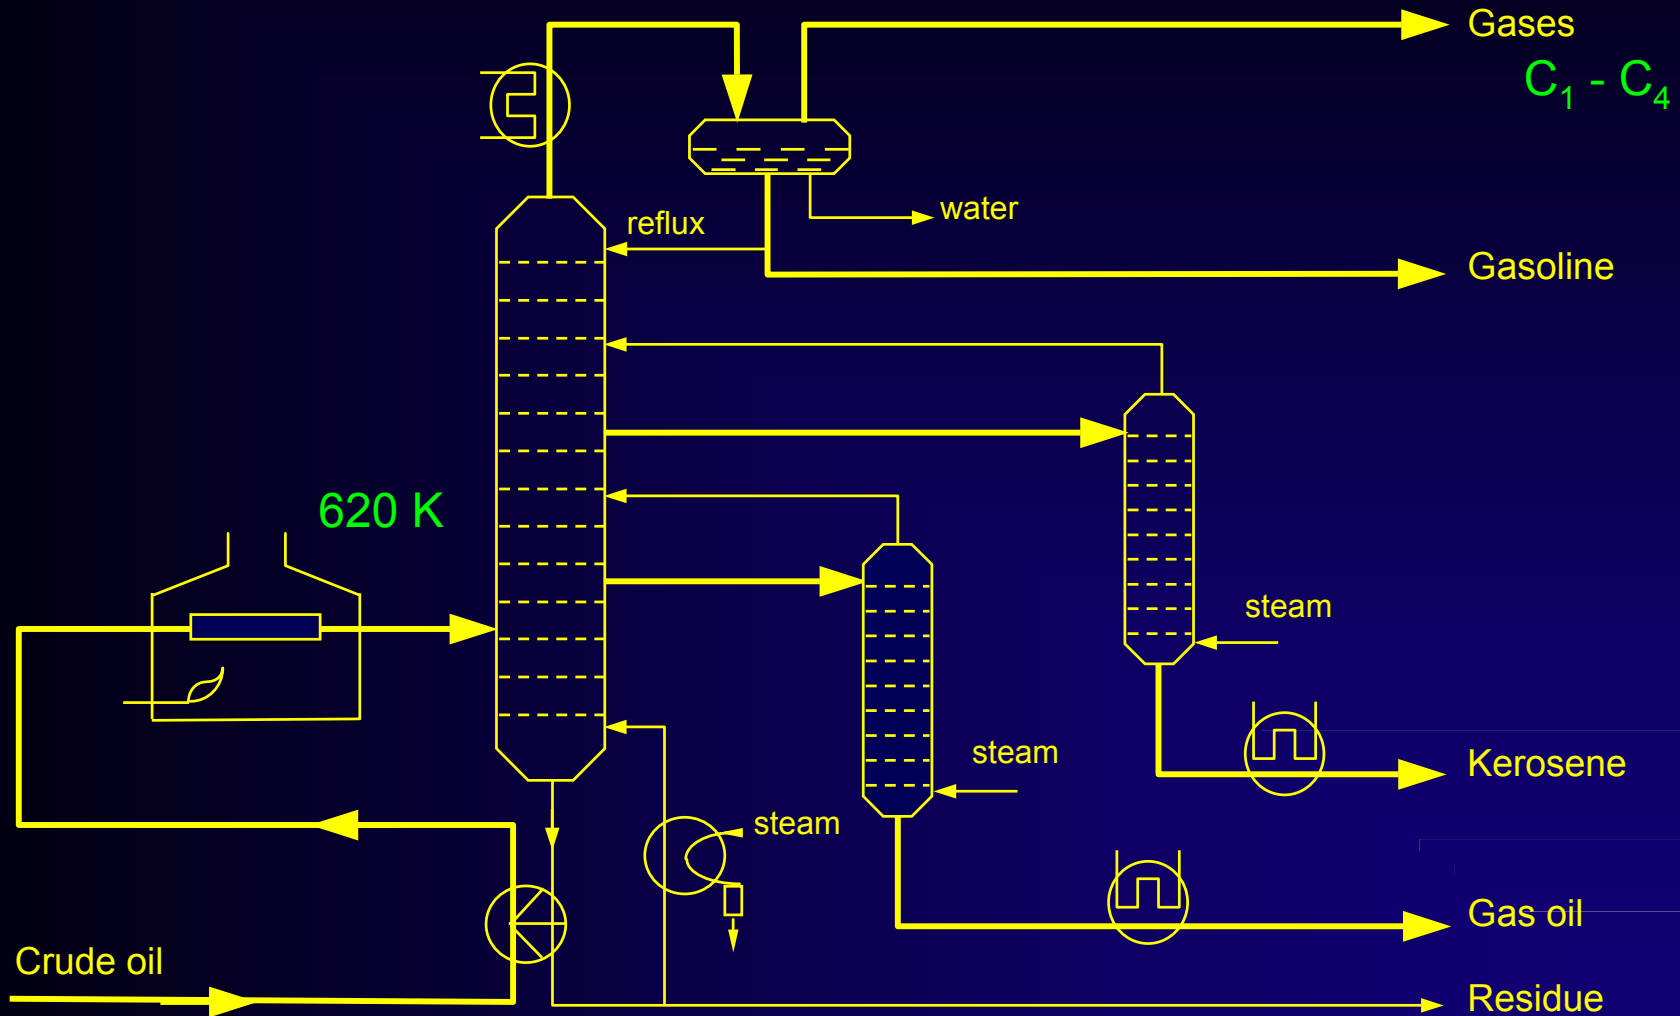 Gases
C₁ - C₄
water
reflux
Gasoline
620 K
steam
steam
Kerosene
steam
Gas oil
Crude oil
Residue